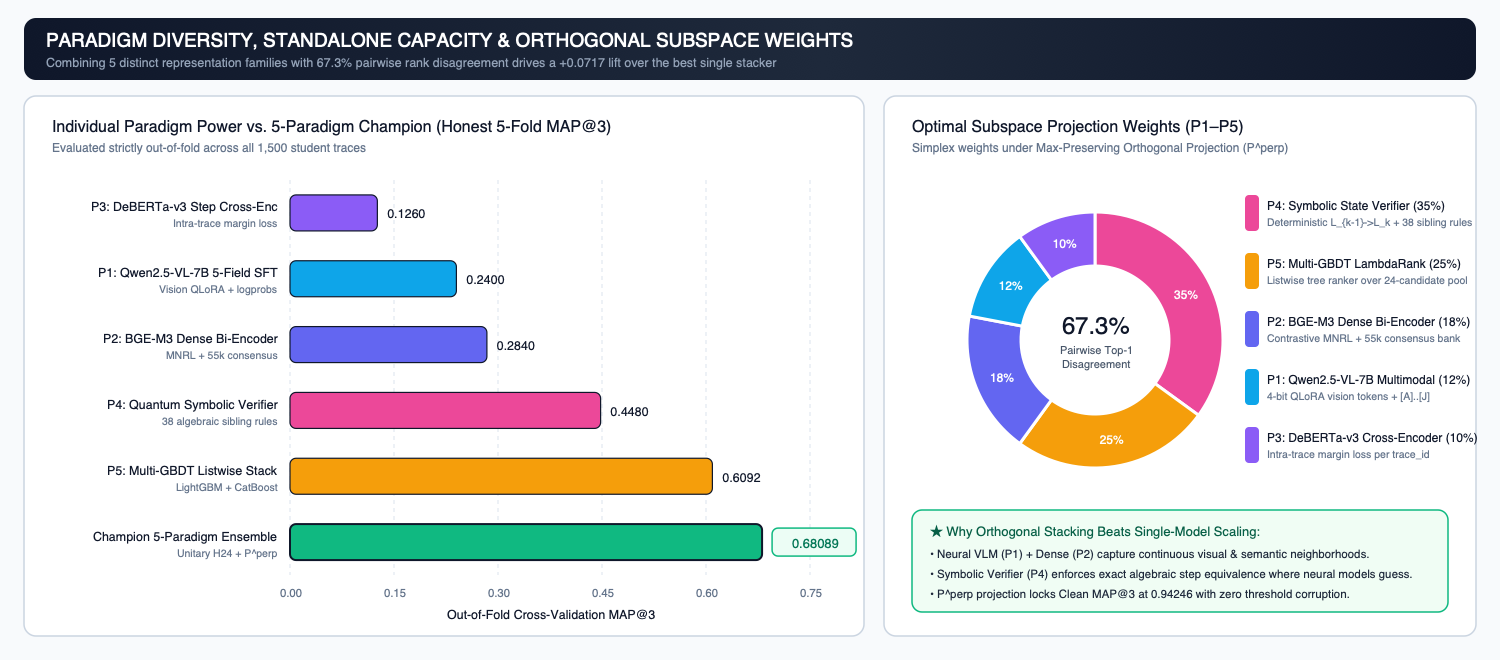 PARADIGM DIVERSITY, STANDALONE CAPACITY & ORTHOGONAL SUBSPACE WEIGHTS
Combining 5 distinct representation families with 67.3% pairwise rank disagreement drives a +0.0717 lift over the best single stacker
Individual Paradigm Power vs. 5-Paradigm Champion (Honest 5-Fold MAP@3)
Evaluated strictly out-of-fold across all 1,500 student traces
P3: DeBERTa-v3 Step Cross-Enc
Intra-trace margin loss
0.1260
P1: Qwen2.5-VL-7B 5-Field SFT
Vision QLoRA + logprobs
0.2400
P2: BGE-M3 Dense Bi-Encoder
MNRL + 55k consensus
0.2840
P4: Quantum Symbolic Verifier
38 algebraic sibling rules
0.4480
P5: Multi-GBDT Listwise Stack
LightGBM + CatBoost
0.6092
Champion 5-Paradigm Ensemble
Unitary H24 + P^perp
0.68089
0.00 0.15 0.30 0.45 0.60 0.75
Out-of-Fold Cross-Validation MAP@3
Optimal Subspace Projection Weights (P1–P5)
Simplex weights under Max-Preserving Orthogonal Projection (P^perp)
10%
12%
35%
18%
25%
67.3%
Pairwise Top-1
Disagreement
P4: Symbolic State Verifier (35%)
Deterministic L_{k-1}->L_k + 38 sibling rules
P5: Multi-GBDT LambdaRank (25%)
Listwise tree ranker over 24-candidate pool
P2: BGE-M3 Dense Bi-Encoder (18%)
Contrastive MNRL + 55k consensus bank
P1: Qwen2.5-VL-7B Multimodal (12%)
4-bit QLoRA vision tokens + [A]..[J]
P3: DeBERTa-v3 Cross-Encoder (10%)
Intra-trace margin loss per trace_id
★ Why Orthogonal Stacking Beats Single-Model Scaling:
• Neural VLM (P1) + Dense (P2) capture continuous visual & semantic neighborhoods.
• Symbolic Verifier (P4) enforces exact algebraic step equivalence where neural models guess.
• P^perp projection locks Clean MAP@3 at 0.94246 with zero threshold corruption.